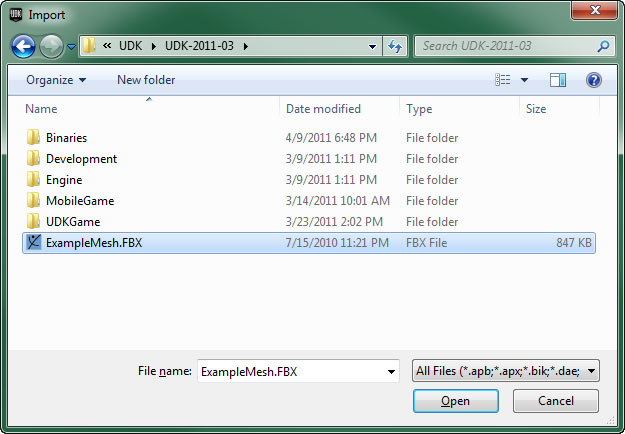 UDK Import
« UDK UDK-2011-03 Search UDK-2011-03
Organize New folder
Name Date modified Type Size
Binaries 4/9/2011 6:48 PM File folder
Development 3/9/2011 1:11 PM File folder
Engine 3/9/2011 1:11 PM File folder
MobileGame 3/14/2011 10:01 AM File folder
UDKGame 3/23/2011 2:02 PM File folder
ExampleMesh.FBX 7/15/2010 11:21 PM FBX File 847 KB
File name: ExampleMesh.FBX All Files (*.apb;*.apx;*.bik;*.dae;
Open Cancel